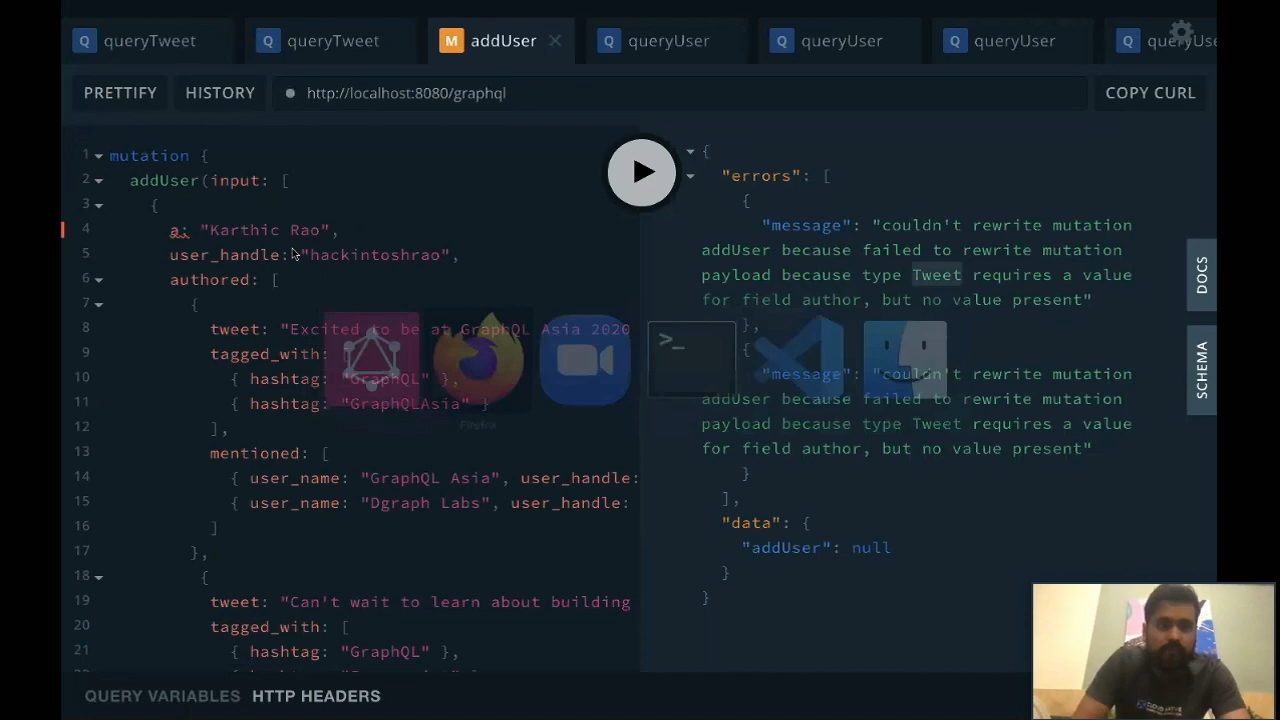 Q queryTweet Q queryTweet M addUser Q queryUser Q queryUser Q queryUser Q queryUse
PRETTIFY HISTORY http://localhost:8080/graphql COPY CURL
1 mutation {
2 addUser(input: [
3 {
4 a: "Karthic Rao",
5 user_handle: "hackintoshrao",
6 authored: [
7 {
8 tweet: "Excited to be at GraphQL Asia 2020
9 tagged_with:
10 { hashtag: "GraphQL" },
11 { hashtag: "GraphQLAsia" }
12 ],
13 mentioned: [
14 { user_name: "GraphQL Asia", user_handle:
15 { user_name: "Dgraph Labs", user_handle:
16 ]
17 },
18 {
19 tweet: "Can't wait to learn about building
20 tagged_with: [
21 { hashtag: "GraphQL" },
{
"errors": [
{
"message": "couldn't rewrite mutation
addUser because failed to rewrite mutation
payload because type Tweet requires a value
for field author, but no value present"
},
{
"message": "couldn't rewrite mutation
addUser because failed to rewrite mutation
payload because type Tweet requires a value
for field author, but no value present"
}
],
"data": {
"addUser": null
}
}
DOCS
SCHEMA
>_
Firefox
QUERY VARIABLES HTTP HEADERS